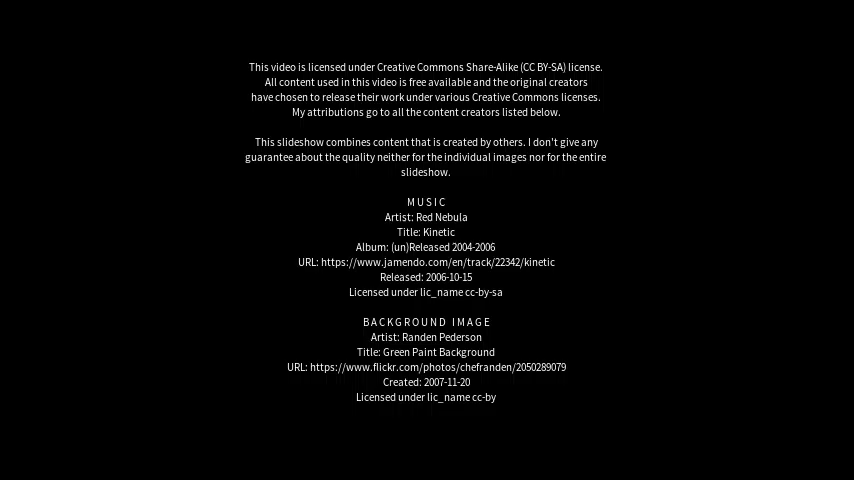 This video is licensed under Creative Commons Share-Alike (CC BY-SA) license.
All content used in this video is free available and the original creators
have chosen to release their work under various Creative Commons licenses.
My attributions go to all the content creators listed below.
This slideshow combines content that is created by others. I don't give any
guarantee about the quality neither for the individual images nor for the entire
slideshow.
M U S I C
Artist: Red Nebula
Title: Kinetic
Album: (un)Released 2004-2006
URL: https://www.jamendo.com/en/track/22342/kinetic
Released: 2006-10-15
Licensed under lic_name cc-by-sa
B A C K G R O U N D   I M A G E
Artist: Randen Pederson
Title: Green Paint Background
URL: https://www.flickr.com/photos/chefranden/2050289079
Created: 2007-11-20
Licensed under lic_name cc-by